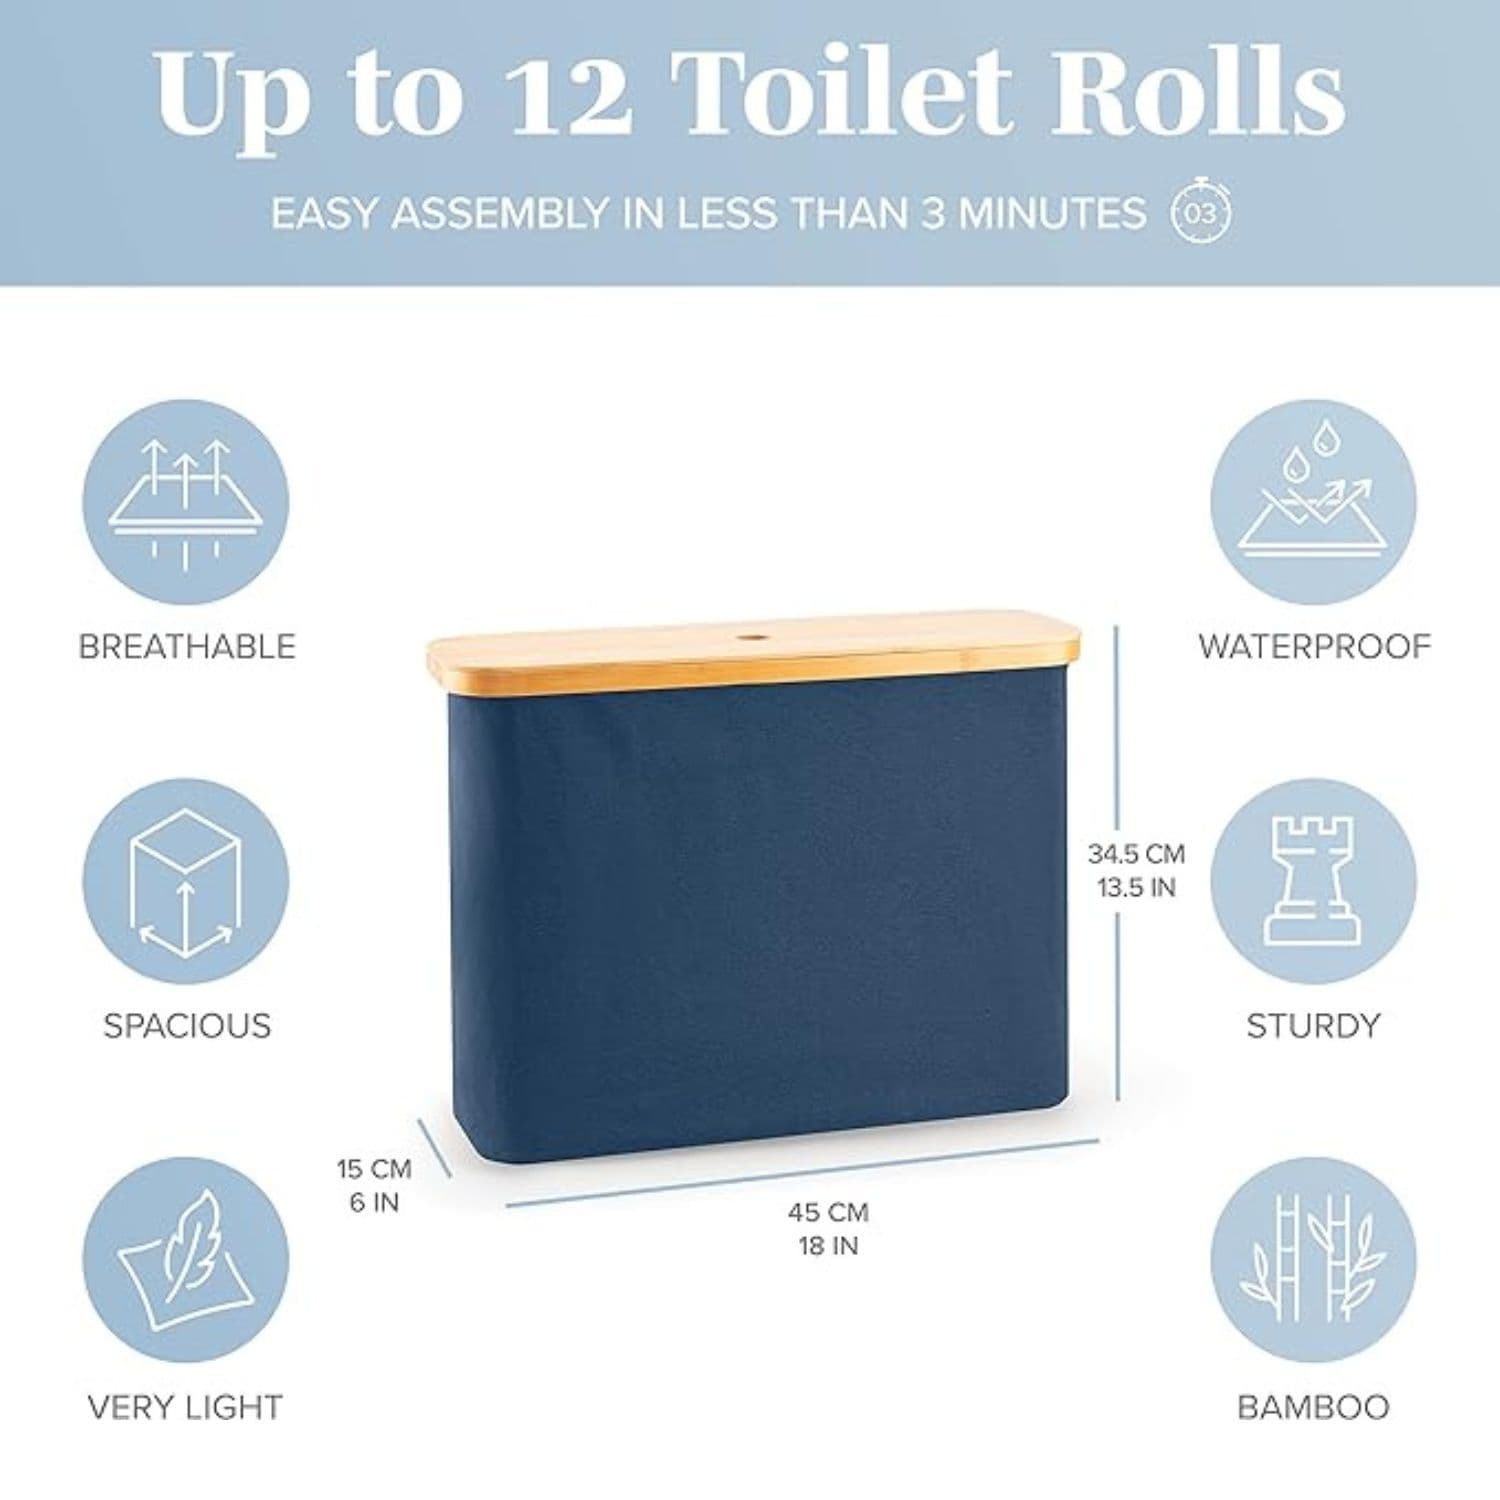 Up to 12 Toilet Rolls
EASY ASSEMBLY IN LESS THAN 3 MINUTES 03
BREATHABLE
WATERPROOF
34.5 CM
13.5 IN
SPACIOUS
STURDY
15 CM
6 IN
45 CM
18 IN
VERY LIGHT
BAMBOO